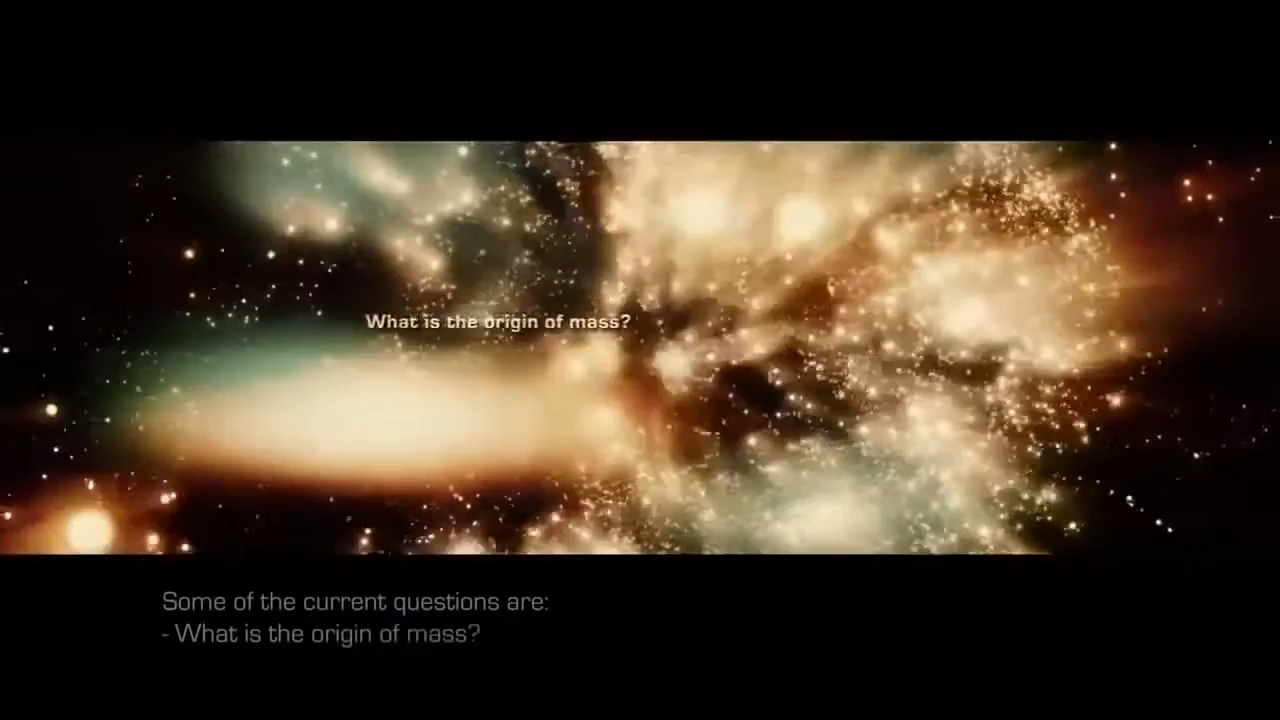 What is the origin of mass?
Some of the current questions are:
- What is the origin of mass?